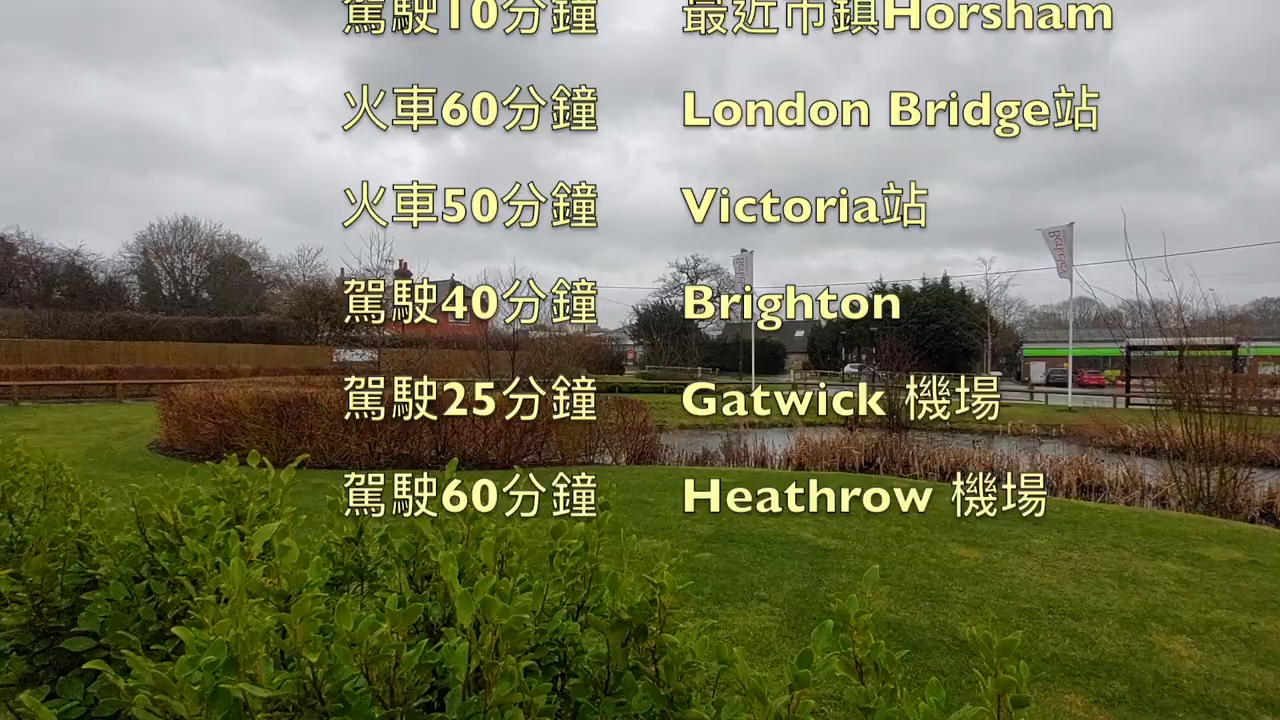 駕駛10分鐘 最近市鎮Horsham
火車60分鐘 London Bridge站
火車50分鐘 Victoria站
駕駛40分鐘 Brighton
駕駛25分鐘 Gatwick 機場
駕駛60分鐘 Heathrow 機場
Berkeley
Berkeley